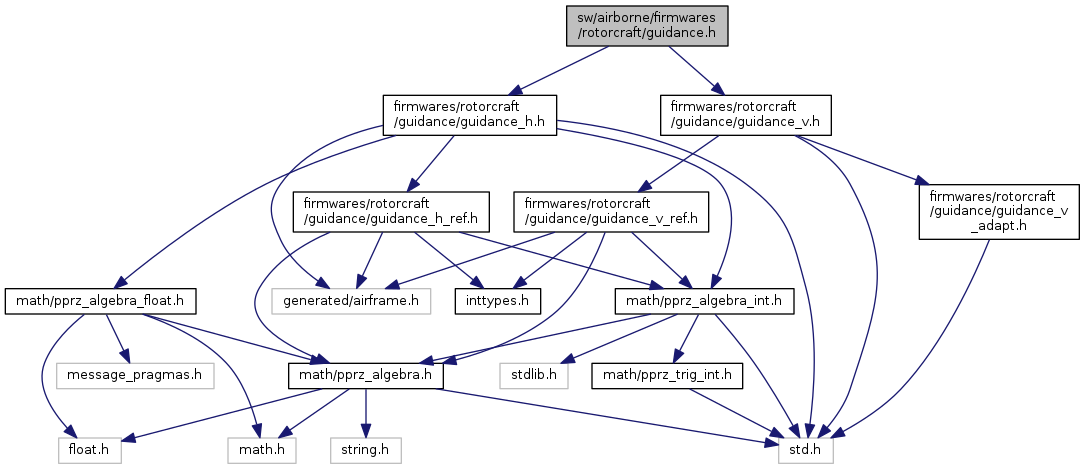 sw/airborne/firmwares
/rotorcraft/guidance.h
firmwares/rotorcraft
/guidance/guidance_h.h
firmwares/rotorcraft
/guidance/guidance_v.h
firmwares/rotorcraft
/guidance/guidance_h_ref.h
firmwares/rotorcraft
/guidance/guidance_v_ref.h
firmwares/rotorcraft
/guidance/guidance_v
_adapt.h
math/pprz_algebra_float.h
generated/airframe.h
inttypes.h
math/pprz_algebra_int.h
message_pragmas.h
math/pprz_algebra.h
stdlib.h
math/pprz_trig_int.h
float.h
math.h
string.h
std.h